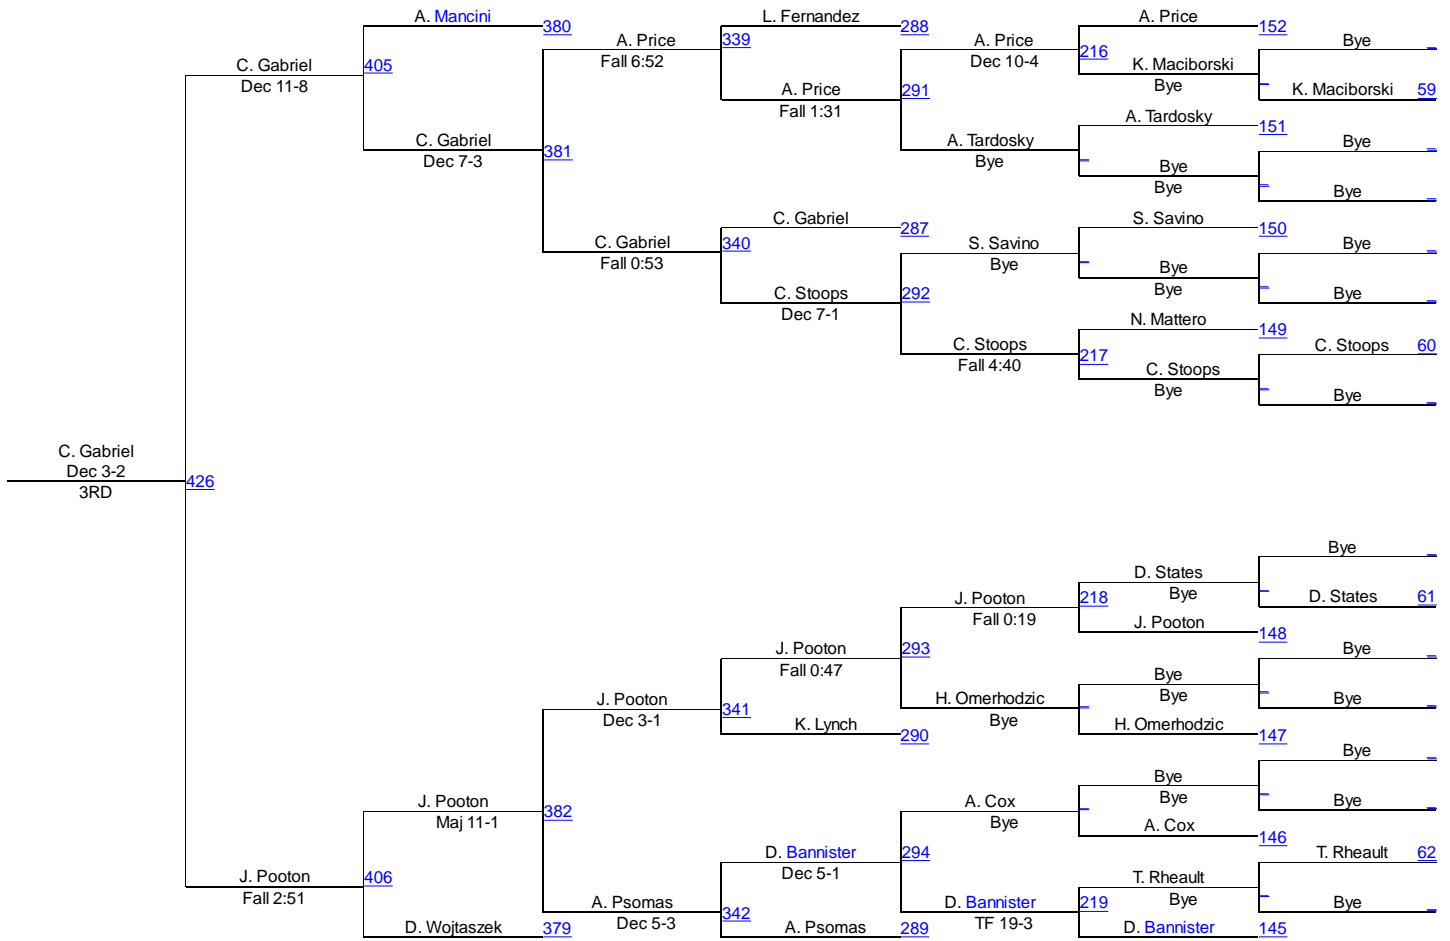 A. Mancini 380
L. Fernandez 288
A. Price 152
A. Price 339
Fall 6:52
A. Price
Dec 10-4
216
Bye _
C. Gabriel 405
Dec 11-8
K. Maciborski
Bye
_
K. Maciborski 59
A. Price 291
Fall 1:31
A. Tardosky 151
C. Gabriel 381
Dec 7-3
A. Tardosky
Bye
_
Bye _
Bye
Bye
_
Bye _
C. Gabriel 287
S. Savino 150
C. Gabriel 340
Fall 0:53
S. Savino
Bye
_
Bye _
Bye
Bye
_
Bye _
C. Stoops 292
Dec 7-1
N. Mattero 149
C. Stoops 217
Fall 4:40
C. Stoops 60
C. Stoops
Bye
_
Bye _
C. Gabriel
Dec 3-2
3RD
426
Bye _
D. States
Bye
_
D. States 61
J. Pooton 218
Fall 0:19
J. Pooton 148
J. Pooton 293
Fall 0:47
Bye _
Bye
Bye
_
Bye _
J. Pooton 341
Dec 3-1
H. Omerhodzic
Bye
_
K. Lynch 290
H. Omerhodzic 147
Bye _
Bye
Bye
_
Bye _
J. Pooton 382
Maj 11-1
A. Cox
Bye
_
A. Cox 146
D. Bannister 294
Dec 5-1
T. Rheault 62
J. Pooton 406
Fall 2:51
T. Rheault
Bye
_
Bye _
A. Psomas 342
Dec 5-3
D. Bannister 219
TF 19-3
D. Wojtaszek 379
A. Psomas 289
D. Bannister 145